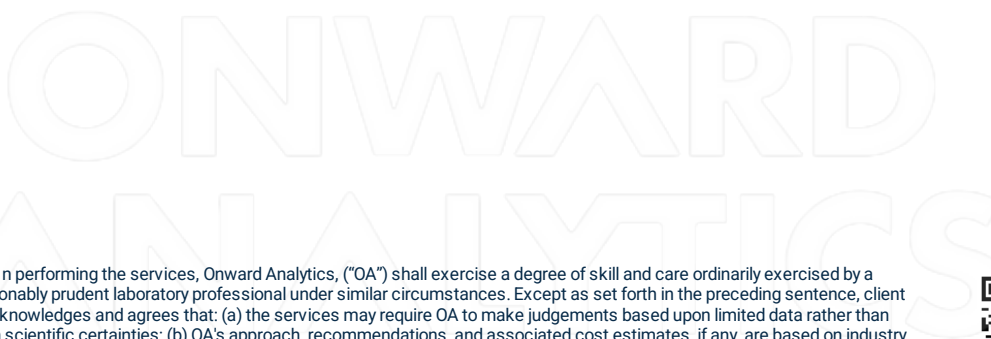 ONWARD
ANALYTICS
n performing the services, Onward Analytics, (“OA”) shall exercise a degree of skill and care ordinarily exercised by a
prudent laboratory professional under similar circumstances. Except as set forth in the preceding sentence, client
and agrees that: (a) the services may require OA to make judgements based upon limited data rather than
scientific certainties; (b) OA's approach, recommendations, and associated cost estimates, if any, are based on industry